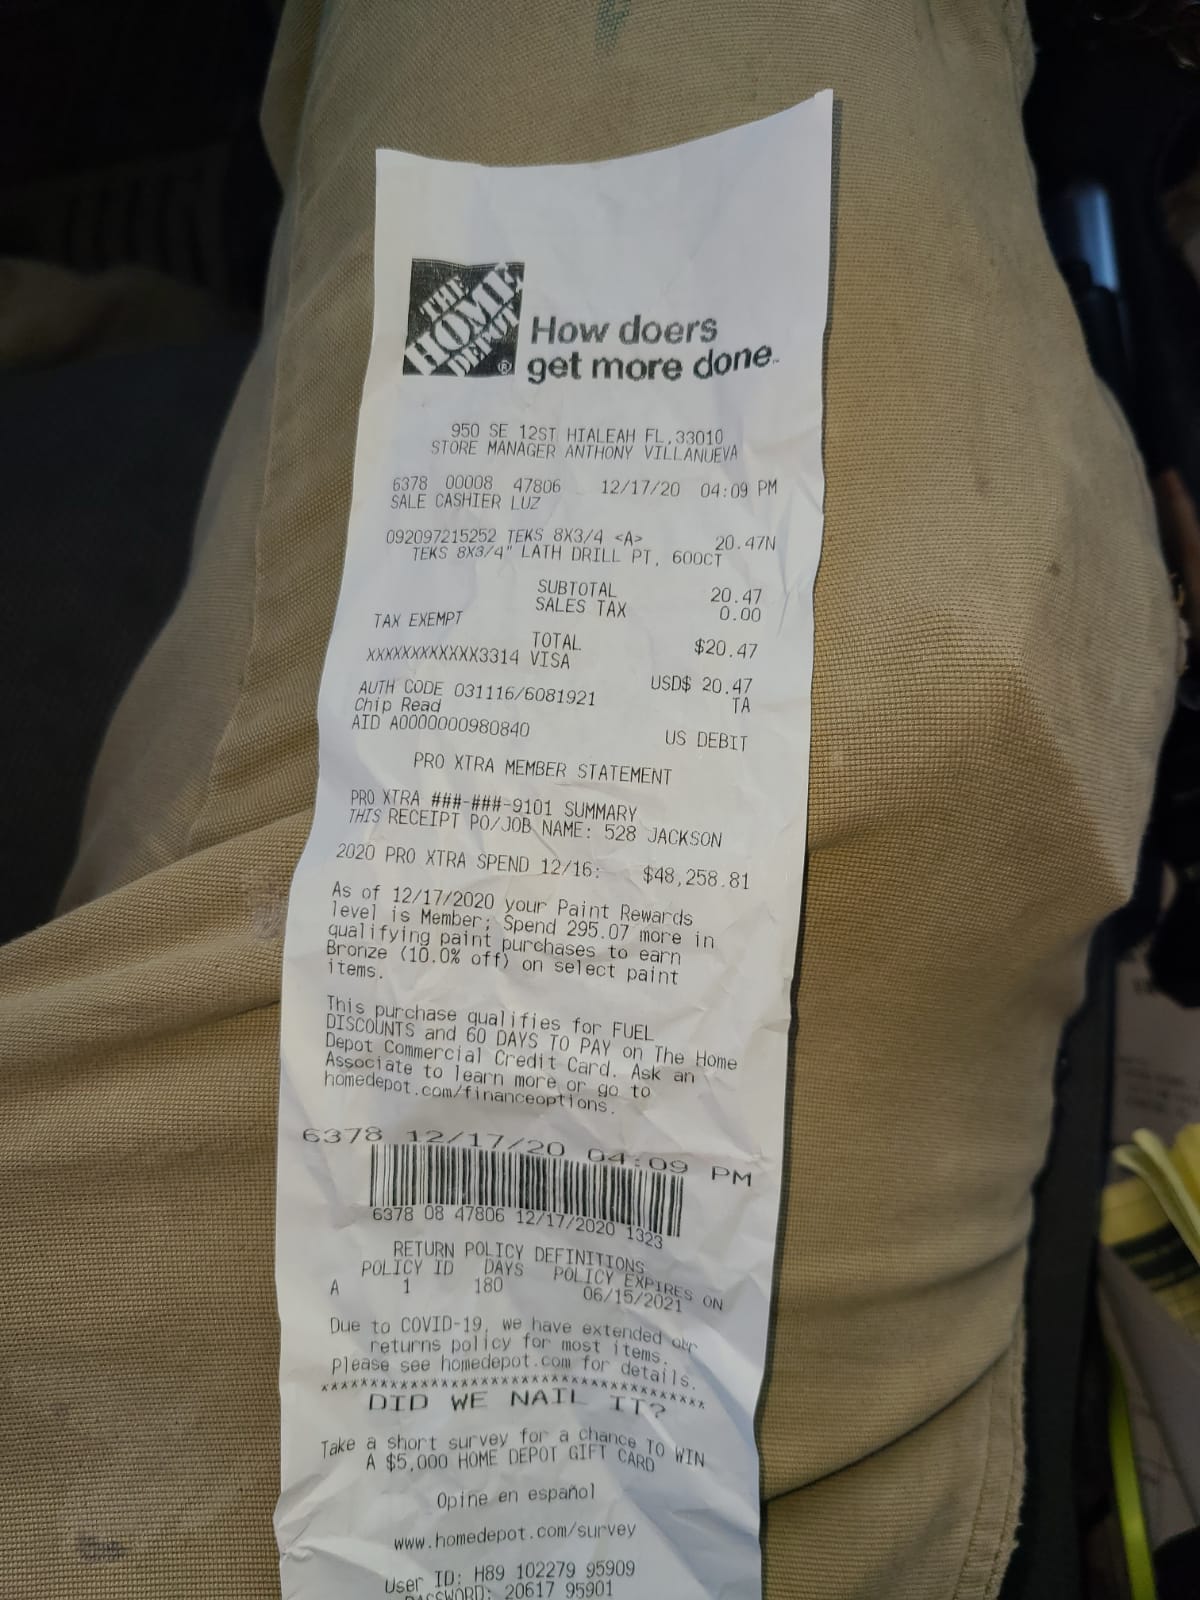 THE
HOME
DEPOT
®
How doers
get more done™
950 SE 12ST HIALEAH FL,33010
STORE MANAGER ANTHONY VILLANUEVA
6378 00008 47806 12/17/20 04:09 PM
SALE CASHIER LUZ
092097215252 TEKS 8X3/4 <A> 20.47N
TEKS 8X3/4" LATH DRILL PT, 600CT
SUBTOTAL 20.47
SALES TAX 0.00
TAX EXEMPT
TOTAL $20.47
XXXXXXXXXXXX3314 VISA
USD$ 20.47
AUTH CODE 031116/6081921 TA
Chip Read
AID A0000000980840 US DEBIT
PRO XTRA MEMBER STATEMENT
PRO XTRA ###-###-9101 SUMMARY
THIS RECEIPT PO/JOB NAME: 528 JACKSON
2020 PRO XTRA SPEND 12/16: $48,258.81
As of 12/17/2020 your Paint Rewards
level is Member; Spend 295.07 more in
qualifying paint purchases to earn
Bronze (10.0% off) on select paint
items.
This purchase qualifies for FUEL
DISCOUNTS and 60 DAYS TO PAY on The Home
Depot Commercial Credit Card. Ask an
Associate to learn more or go to
homedepot.com/financeoptions.
6378 12/17/20 04:09 PM
6378 08 47806 12/17/2020 1323
RETURN POLICY DEFINITIONS
POLICY ID DAYS POLICY EXPIRES ON
A 1 180 06/15/2021
Due to COVID-19, we have extended our
returns policy for most items.
Please see homedepot.com for details.
****************************************
DID WE NAIL IT?
Take a short survey for a chance TO WIN
A $5,000 HOME DEPOT GIFT CARD
Opine en español
www.homedepot.com/survey
User ID: H89 102279 95909
PASSWORD: 20617 95901